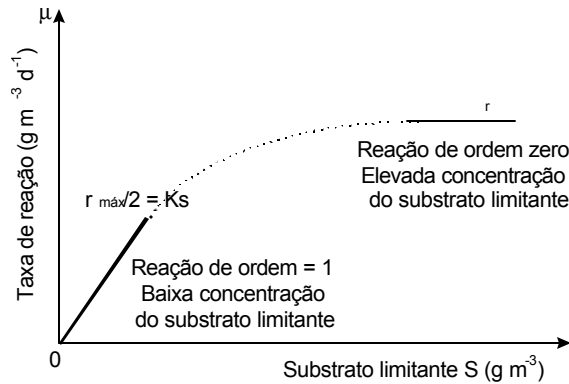 μ
Taxa de reação (g m -3 d-1)
r
Reação de ordem zero
Elevada concentração
do substrato limitante
r máx/2 = Ks
Reação de ordem = 1
Baixa concentração
do substrato limitante
0
Substrato limitante S (g m-3)